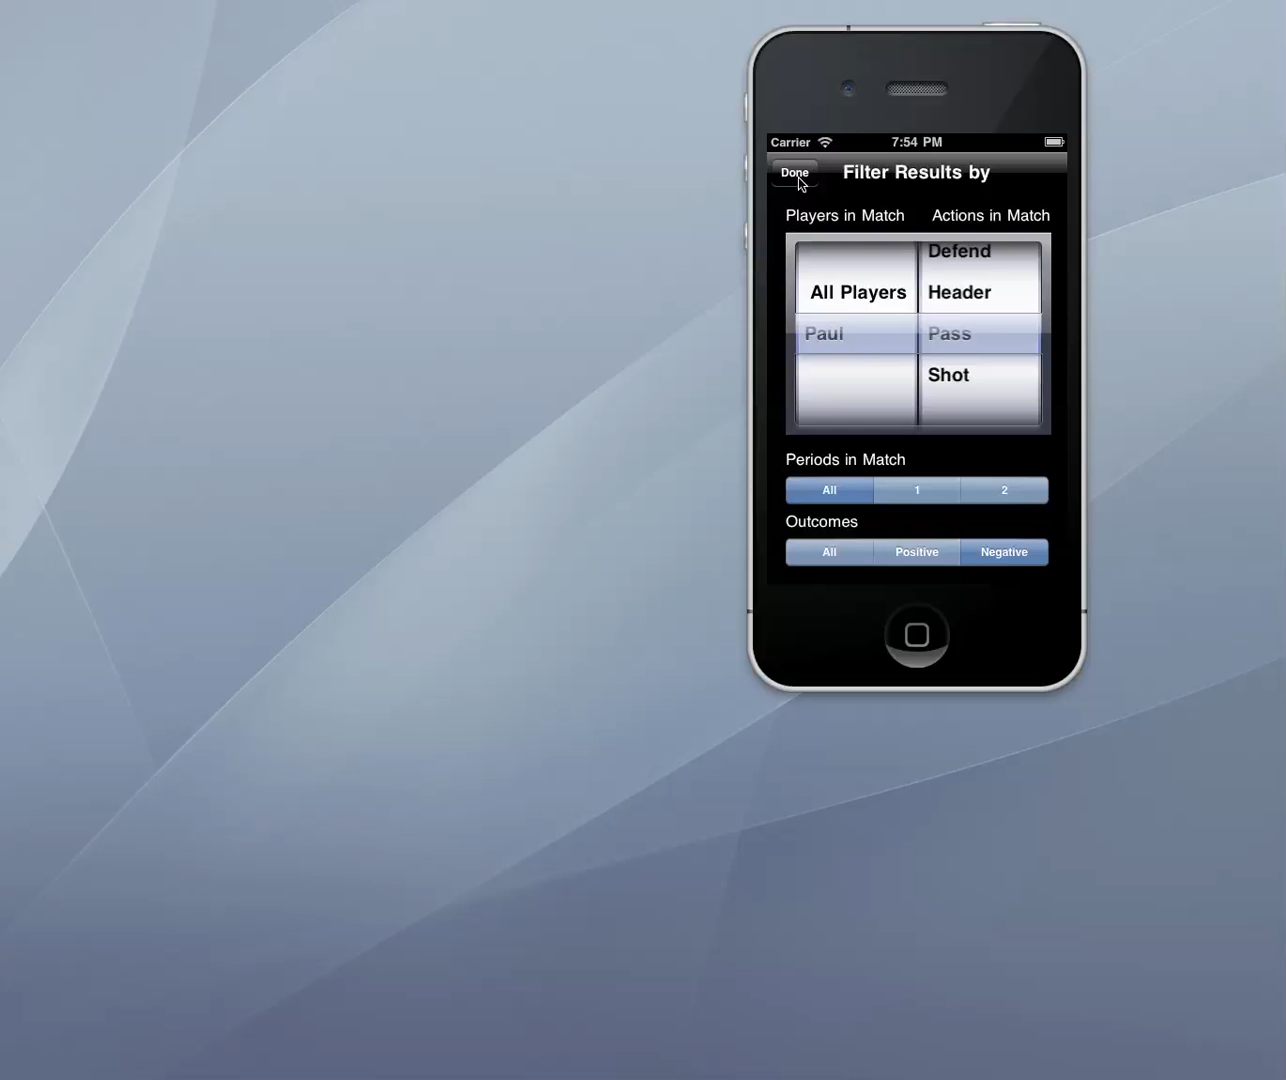 Carrier 7:54 PM
Done Filter Results by
Players in Match Actions in Match
Defend
All Players Header
Paul Pass
Shot
Periods in Match
All 1 2
Outcomes
All Positive Negative